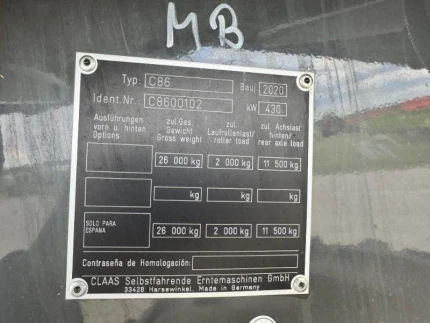 MB
Typ: C86 Bauj. 2020
Ident.Nr.: C8600102 kW 430
Ausführungen vorn u. hinten Options
zul.Ges. Gewicht Gross weight
zul. Laufrollenlast/ roller load
zul. Achslast hinten/ rear axle load
26 000 kg 2 000 kg 11 500 kg
kg kg kg
SOLO PARA ESPANA 26 000 kg 2 000 kg 11 500 kg
Contraseña de Homologación:
CLAAS Selbstfahrende Erntemaschinen GmbH
33428 Harsewinkel, Made in Germany